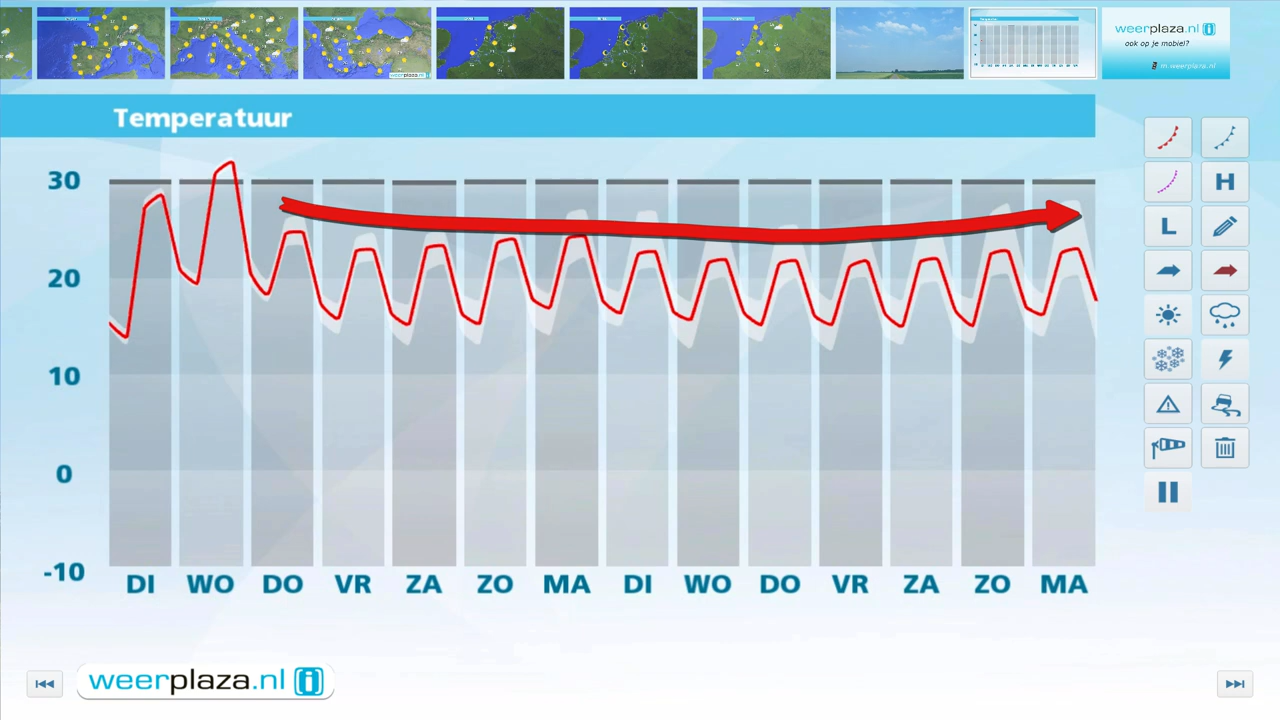 weerplaza.nl i
ook op je mobiel?
m.weerplaza.nl
Temperatuur
30
20
10
0
-10
DI WO DO VR ZA ZO MA DI WO DO VR ZA ZO MA
H
L
weerplaza.nl i